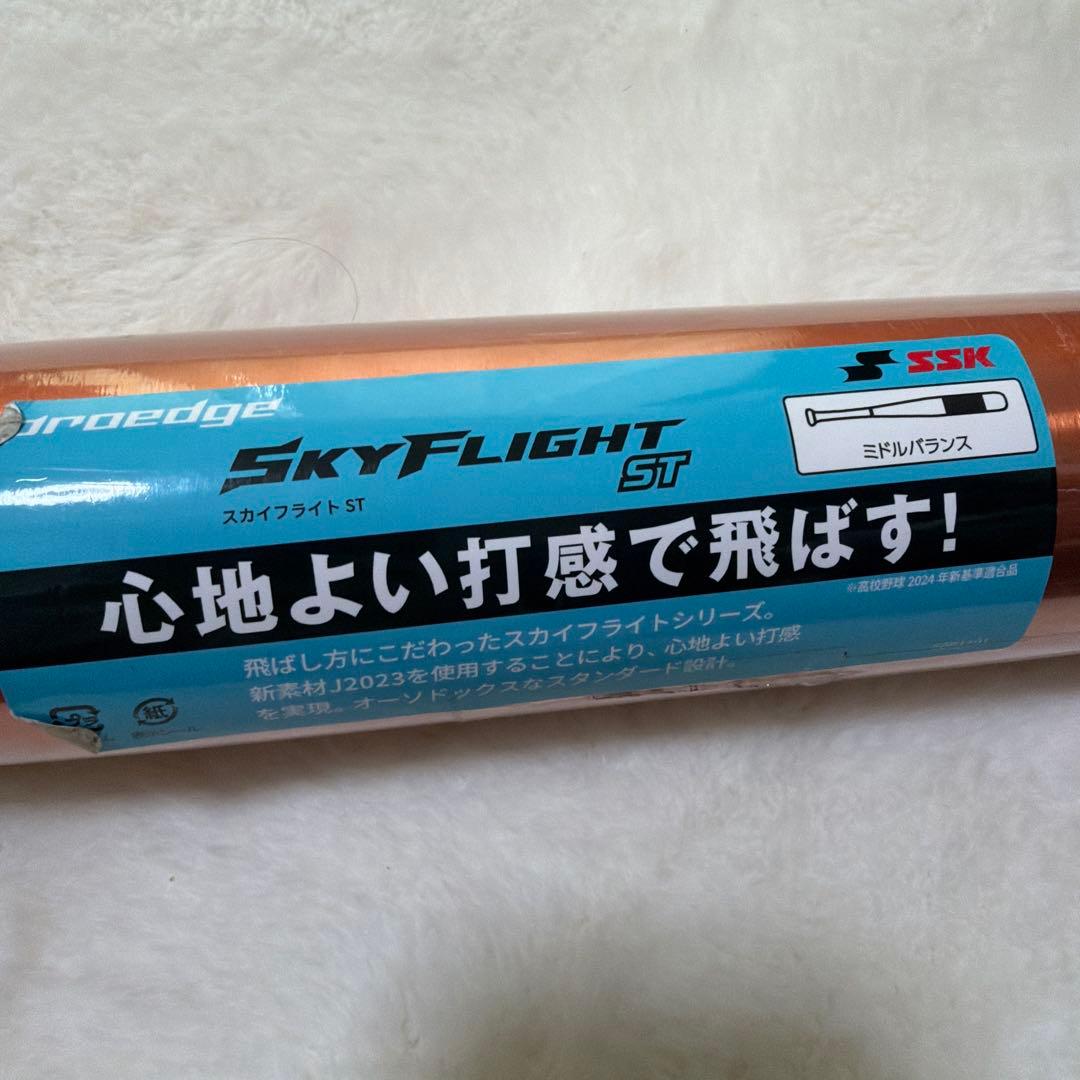 proedge
SSK
SKYFLIGHT
ST
スカイフライト ST
ミドルバランス
心地よい打感で飛ばす!
※高校野球 2024 年新基準適合品
飛ばし方にこだわったスカイフライトシリーズ。
新素材J2023を使用することにより、心地よい打感
を実現。オーソドックスなスタンダード設計。
紙